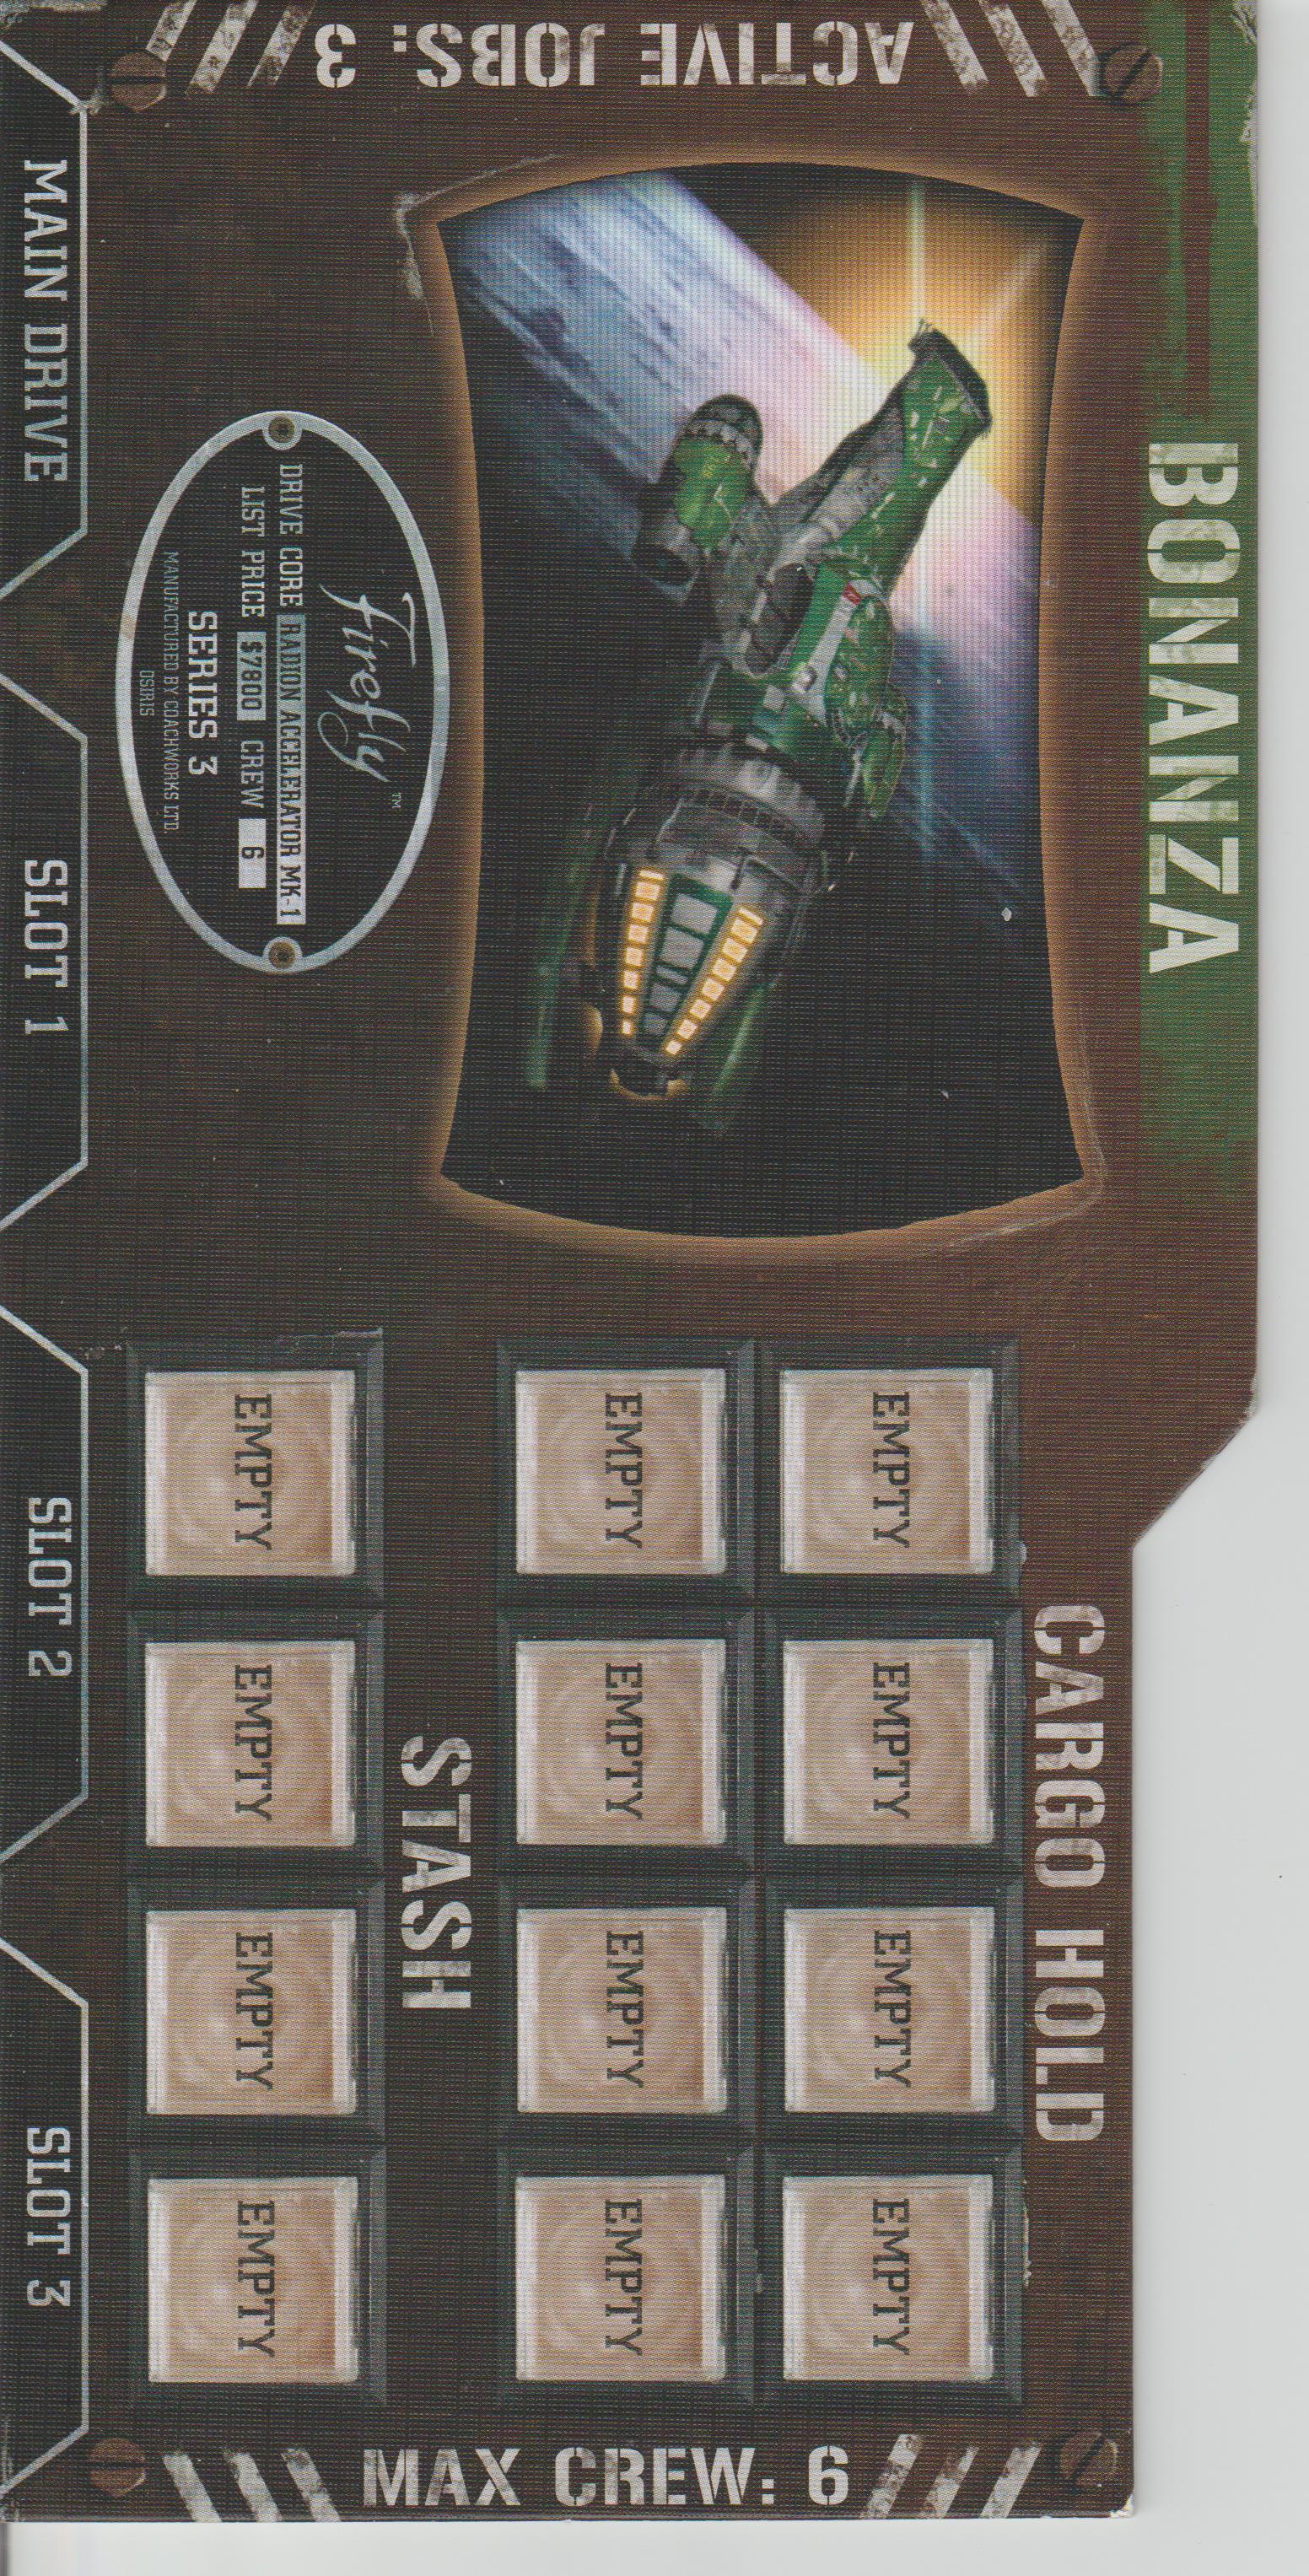 BONANZA
ACTIVE JOBS: 3
CARGO HOLD
EMPTY EMPTY EMPTY EMPTY
EMPTY EMPTY EMPTY EMPTY
STASH
EMPTY EMPTY EMPTY EMPTY
MAX CREW: 6
Firefly™
DRIVE CORE RADION ACCELERATOR MK-1
LIST PRICE $7800 CREW 6
SERIES 3
MANUFACTURED BY COACHWORKS LTD.
OSIRIS
MAIN DRIVE
SLOT 1
SLOT 2
SLOT 3